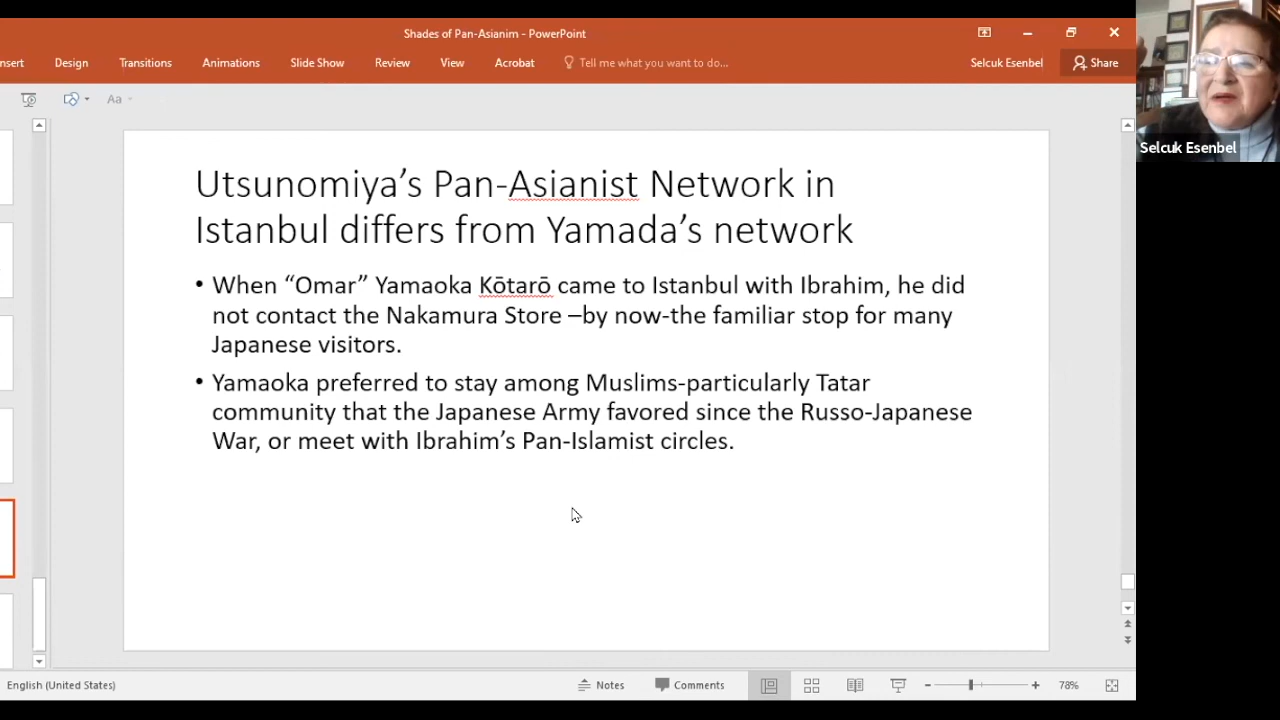 Shades of Pan-Asianim - PowerPoint
nsert Design Transitions Animations Slide Show Review View Acrobat Tell me what you want to do... Selcuk Esenbel Share
Aa
Selcuk Esenbel
Utsunomiya’s Pan-Asianist Network in
Istanbul differs from Yamada’s network
• When “Omar” Yamaoka Kōtarō came to Istanbul with Ibrahim, he did
not contact the Nakamura Store –by now-the familiar stop for many
Japanese visitors.
• Yamaoka preferred to stay among Muslims-particularly Tatar
community that the Japanese Army favored since the Russo-Japanese
War, or meet with Ibrahim’s Pan-Islamist circles.
English (United States) Notes Comments 78%